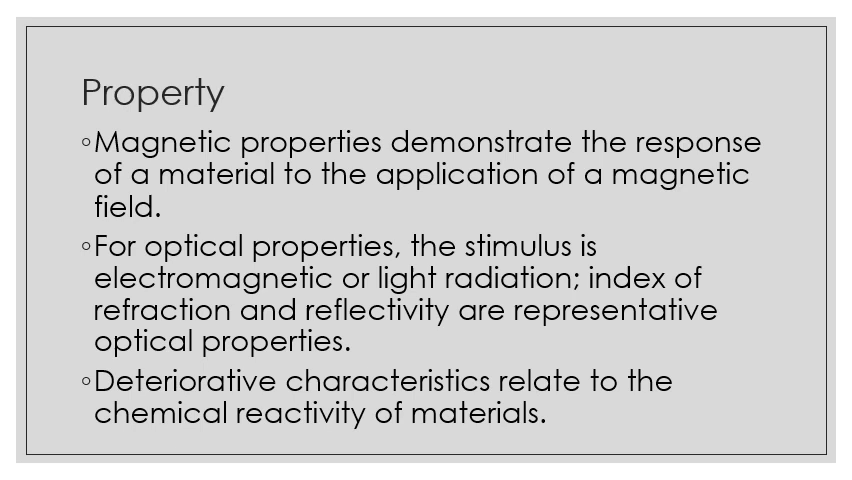 Property
◦Magnetic properties demonstrate the response
of a material to the application of a magnetic
field.
◦For optical properties, the stimulus is
electromagnetic or light radiation; index of
refraction and reflectivity are representative
optical properties.
◦Deteriorative characteristics relate to the
chemical reactivity of materials.